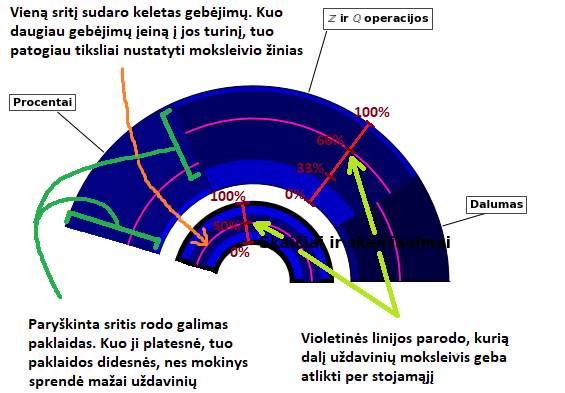 Vieną sritį sudaro keletas gebėjimų. Kuo
daugiau gebėjimų įeiną į jos turinį, tuo
patogiau tiksliai nustatyti moksleivio žinias
ℤ ir ℚ operacijos
Procentai
100%
66%
33%
0%
Dalumas
100%
50%
0%
Skaičiai ir skaičiavimai
Paryškinta sritis rodo galimas
paklaidas. Kuo ji platesnė, tuo
paklaidos didesnės, nes mokinys
sprendė mažai uždavinių
Violetinės linijos parodo, kurią
dalį uždavinių moksleivis geba
atlikti per stojamąjį